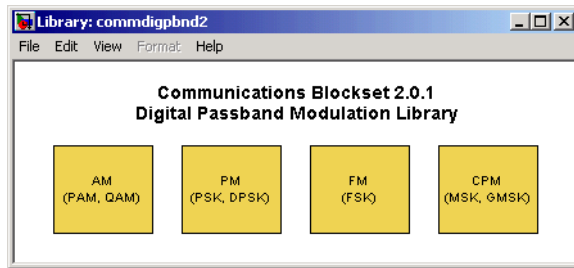 Library: commdigpbnd2
File Edit View Format Help
Communications Blockset 2.0.1
Digital Passband Modulation Library
AM
(PAM, QAM)
PM
(PSK, DPSK)
FM
(FSK)
CPM
(MSK, GMSK)